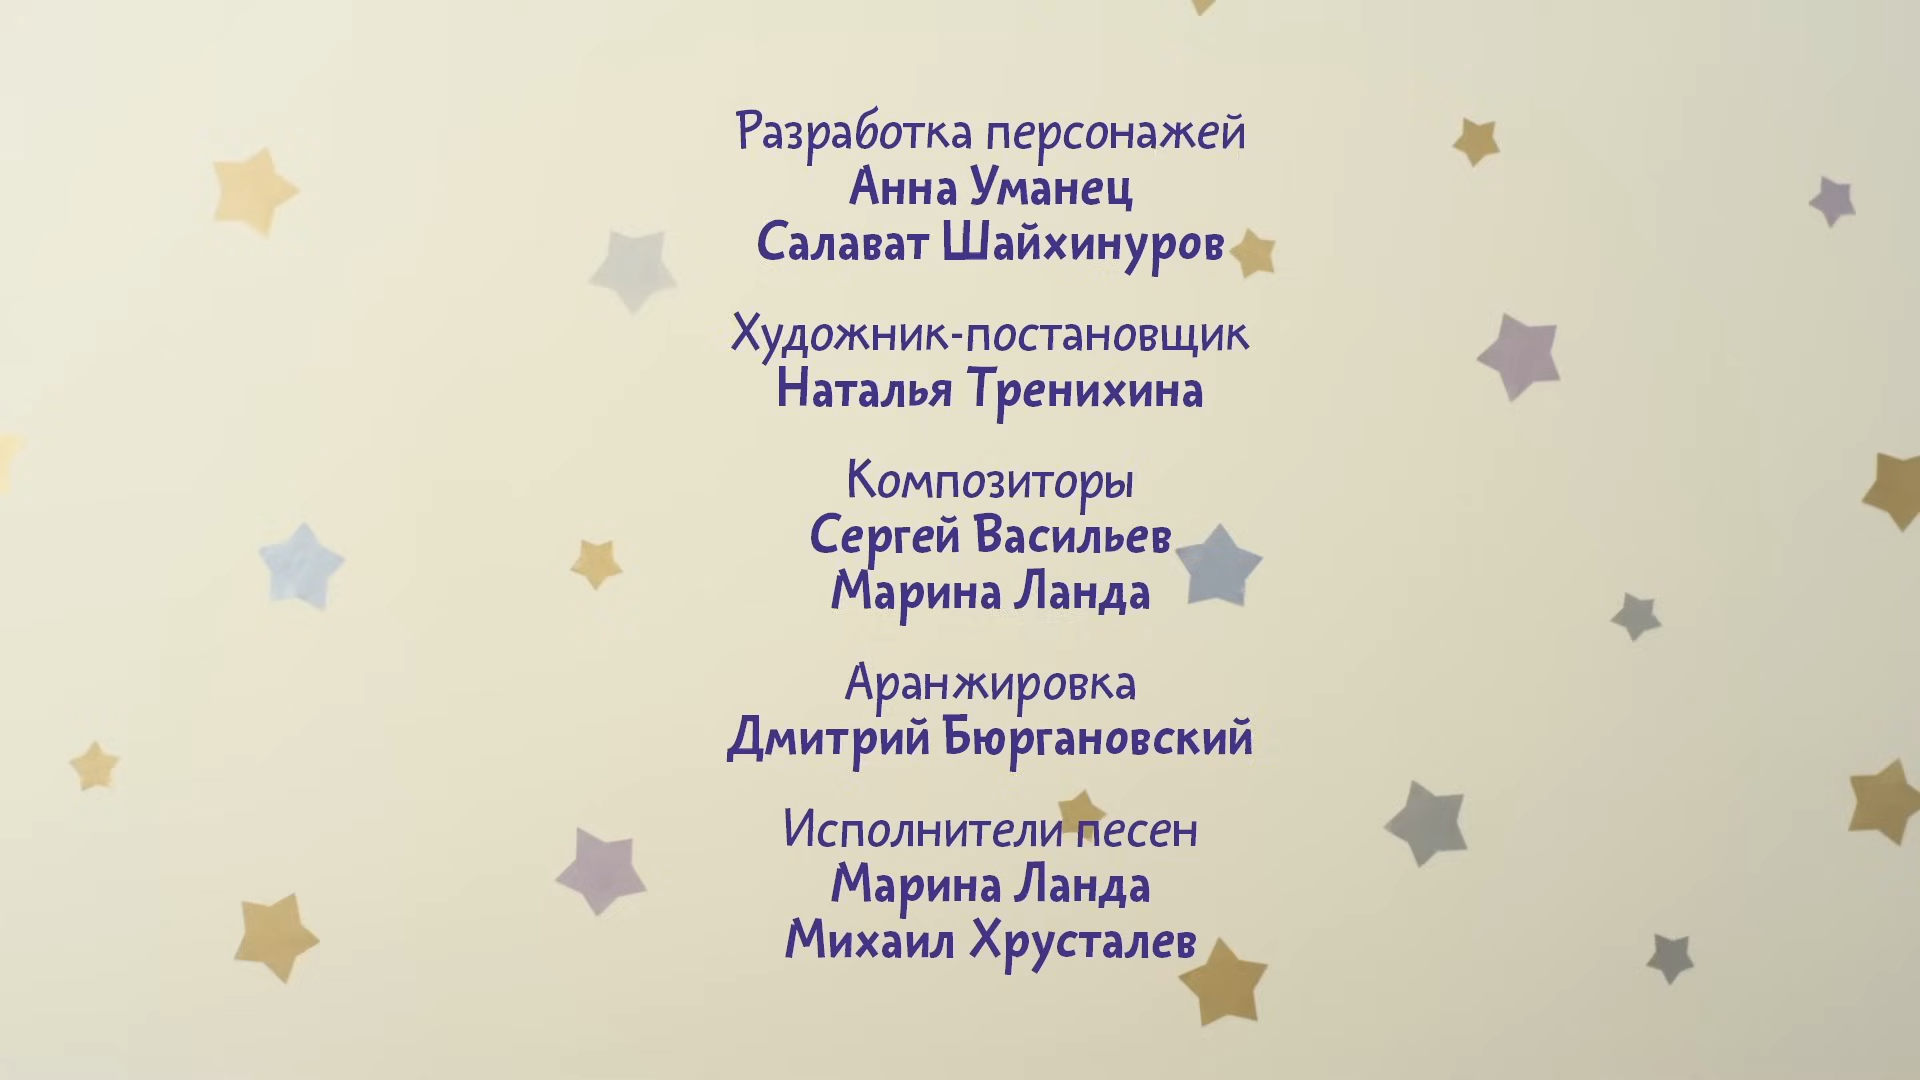 Разработка персонажей
Анна Уманец
Салават Шайхинуров
Художник-постановщик
Наталья Тренихина
Композиторы
Сергей Васильев
Марина Ланда
Аранжировка
Дмитрий Бюргановский
Исполнители песен
Марина Ланда
Михаил Хрусталев